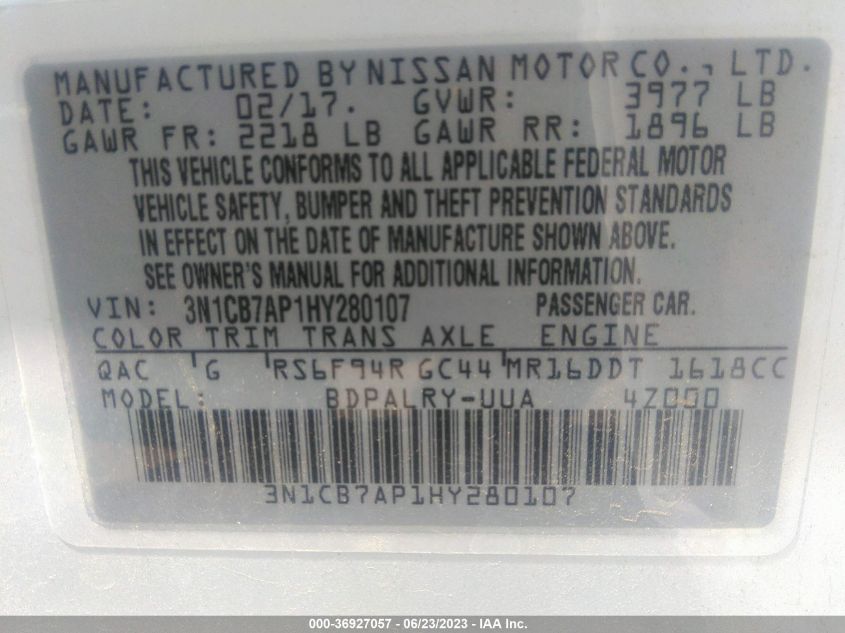 MANUFACTURED BY NISSAN MOTOR CO., LTD.
DATE: 02/17. GVWR: 3977 LB
GAWR FR: 2218 LB GAWR RR: 1896 LB
THIS VEHICLE CONFORMS TO ALL APPLICABLE FEDERAL MOTOR
VEHICLE SAFETY, BUMPER AND THEFT PREVENTION STANDARDS
IN EFFECT ON THE DATE OF MANUFACTURE SHOWN ABOVE.
SEE OWNER'S MANUAL FOR ADDITIONAL INFORMATION.
VIN: 3N1CB7AP1HY280107 PASSENGER CAR.
COLOR TRIM TRANS AXLE ENGINE
QAC G RS6F94R GC44 MR16DDT 1618CC
MODEL: BDPALRY-UUA 4Z000
3N1CB7AP1HY280107
000-36927057 - 06/23/2023 - IAA Inc.